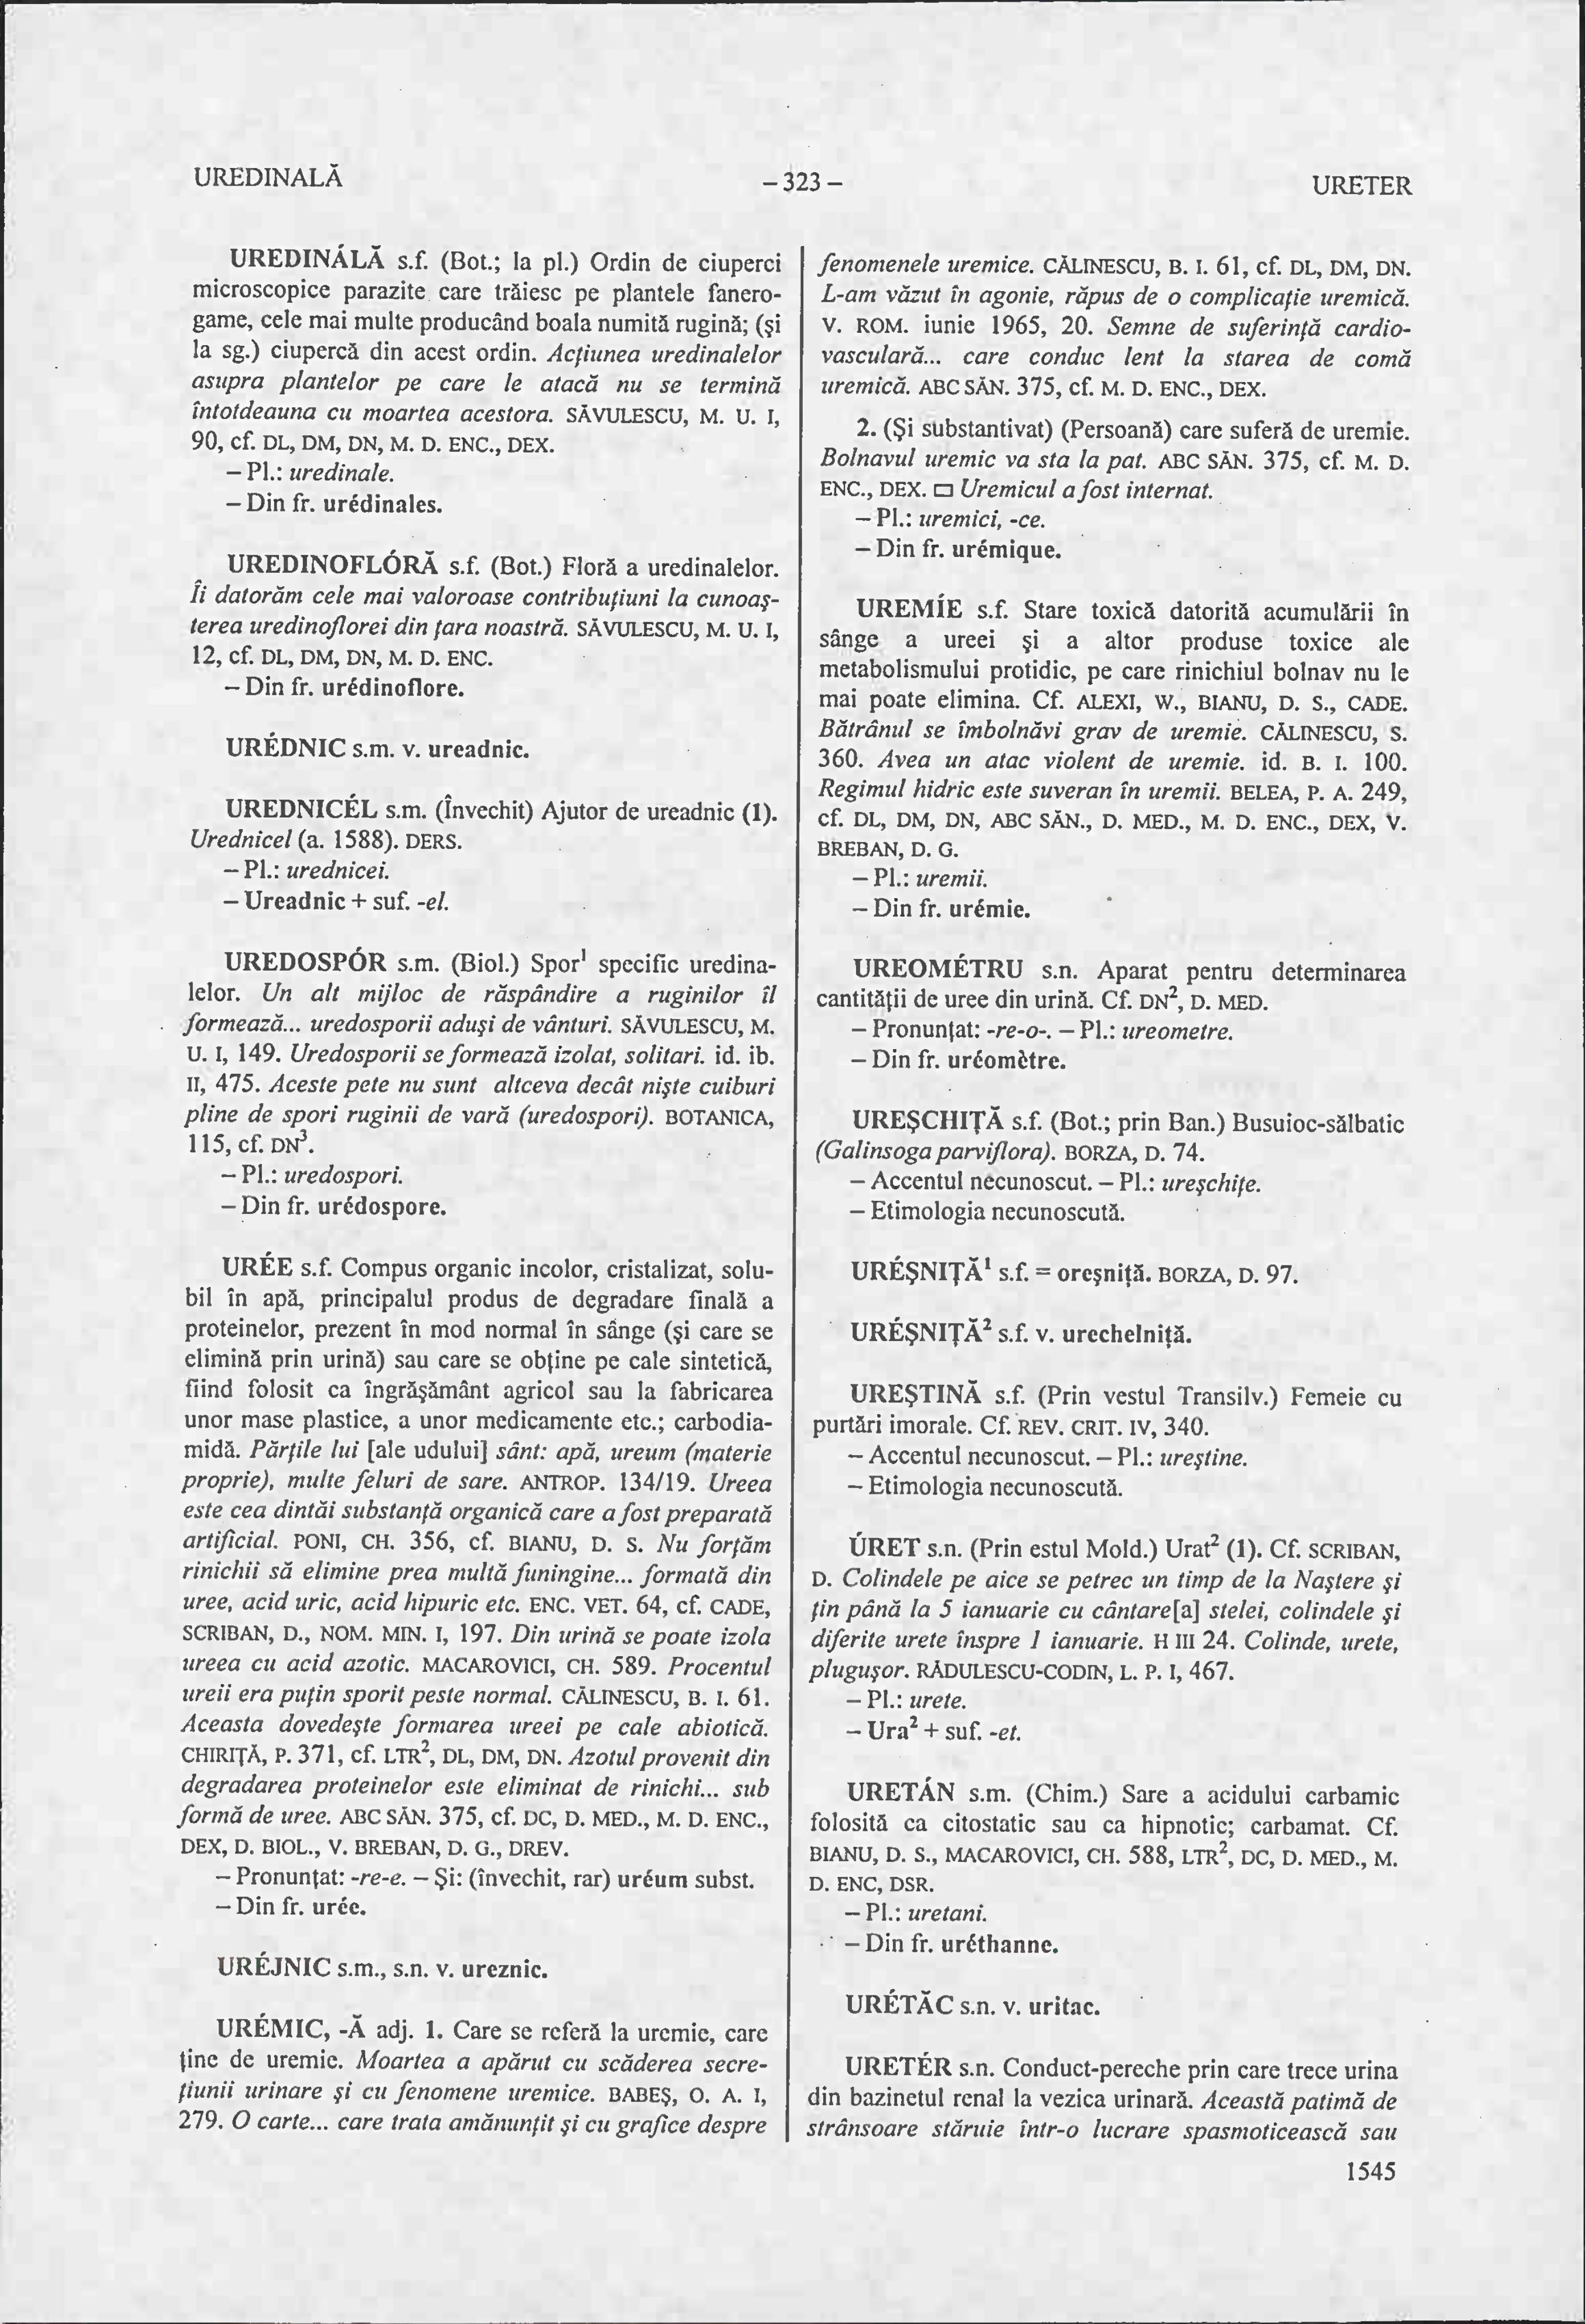 UREDINALĂ
– 323 –
URETER
UREDINÁLĂ s.f. (Bot.; la pl.) Ordin de ciuperci
microscopice parazite care trăiesc pe plantele fanero-
game, cele mai multe producând boala numită rugină; (şi
la sg.) ciupercă din acest ordin. Acţiunea uredinalelor
asupra plantelor pe care le atacă nu se termină
întotdeauna cu moartea acestora. SĂVULESCU, M. U. I,
90, cf. DL, DM, DN, M. D. ENC., DEX.
– Pl.: uredinale.
– Din fr. urédinales.
UREDINOFLÓRĂ s.f. (Bot.) Floră a uredinalelor.
Îi datorăm cele mai valoroase contribuţiuni la cunoaş-
terea uredinoflorei din ţara noastră. SĂVULESCU, M. U. I,
12, cf. DL, DM, DN, M. D. ENC.
– Din fr. urédinoflore.
URÉDNIC s.m. v. ureadnic.
UREDNICÉL s.m. (Învechit) Ajutor de ureadnic (1).
Urednicel (a. 1588). DERS.
– Pl.: urednicei.
– Ureadnic + suf. -el.
UREDOSPÓR s.m. (Biol.) Spor¹ specific uredina-
lelor. Un alt mijloc de răspândire a ruginilor îl
formează... uredosporii aduşi de vânturi. SĂVULESCU, M.
U. I, 149. Uredosporii se formează izolat, solitari. id. ib.
II, 475. Aceste pete nu sunt altceva decât nişte cuiburi
pline de spori ruginii de vară (uredospori). BOTANICA,
115, cf. DN³.
– Pl.: uredospori.
– Din fr. urédospore.
URÉE s.f. Compus organic incolor, cristalizat, solu-
bil în apă, principalul produs de degradare finală a
proteinelor, prezent în mod normal în sânge (şi care se
elimină prin urină) sau care se obţine pe cale sintetică,
fiind folosit ca îngrăşământ agricol sau la fabricarea
unor mase plastice, a unor medicamente etc.; carbodia-
midă. Părţile lui [ale udului] sânt: apă, ureum (materie
proprie), multe feluri de sare. ANTROP. 134/19. Ureea
este cea dintăi substanţă organică care a fost preparată
artificial. PONI, CH. 356, cf. BIANU, D. S. Nu forţăm
rinichii să elimine prea multă funingine... formată din
uree, acid uric, acid hipuric etc. ENC. VET. 64, cf. CADE,
SCRIBAN, D., NOM. MIN. I, 197. Din urină se poate izola
ureea cu acid azotic. MACAROVICI, CH. 589. Procentul
ureii era puţin sporit peste normal. CĂLINESCU, B. I. 61.
Aceasta dovedeşte formarea ureei pe cale abiotică.
CHIRIŢĂ, P. 371, cf. LTR², DL, DM, DN. Azotul provenit din
degradarea proteinelor este eliminat de rinichi... sub
formă de uree. ABC SĂN. 375, cf. DC, D. MED., M. D. ENC.,
DEX, D. BIOL., V. BREBAN, D. G., DREV.
– Pronunţat: -re-e. – Şi: (învechit, rar) uréum subst.
– Din fr. urée.
URÉJNIC s.m., s.n. v. ureznic.
URÉMIC, -Ă adj. 1. Care se referă la uremie, care
ţine de uremie. Moartea a apărut cu scăderea secre-
ţiunii urinare şi cu fenomene uremice. BABEŞ, O. A. I,
279. O carte... care trata amănunţit şi cu grafice despre
fenomenele uremice. CĂLINESCU, B. I. 61, cf. DL, DM, DN.
L-am văzut în agonie, răpus de o complicaţie uremică.
V. ROM. iunie 1965, 20. Semne de suferinţă cardio-
vasculară... care conduc lent la starea de comă
uremică. ABC SĂN. 375, cf. M. D. ENC., DEX.
2. (Şi substantivat) (Persoană) care suferă de uremie.
Bolnavul uremic va sta la pat. ABC SĂN. 375, cf. M. D.
ENC., DEX. □ Uremicul a fost internat.
– Pl.: uremici, -ce.
– Din fr. urémique.
UREMÍE s.f. Stare toxică datorită acumulării în
sânge a ureei şi a altor produse toxice ale
metabolismului protidic, pe care rinichiul bolnav nu le
mai poate elimina. Cf. ALEXI, W., BIANU, D. S., CADE.
Bătrânul se îmbolnăvi grav de uremie. CĂLINESCU, S.
360. Avea un atac violent de uremie. id. B. I. 100.
Regimul hidric este suveran în uremii. BELEA, P. A. 249,
cf. DL, DM, DN, ABC SĂN., D. MED., M. D. ENC., DEX, V.
BREBAN, D. G.
– Pl.: uremii.
– Din fr. urémie.
UREOMÉTRU s.n. Aparat pentru determinarea
cantităţii de uree din urină. Cf. DN², D. MED.
– Pronunţat: -re-o-. – Pl.: ureometre.
– Din fr. uréomètre.
UREŞCHIŢĂ s.f. (Bot.; prin Ban.) Busuioc-sălbatic
(Galinsoga parviflora). BORZA, D. 74.
– Accentul necunoscut. – Pl.: ureşchiţe.
– Etimologia necunoscută.
URÉŞNIŢĂ¹ s.f. = oreşniţă. BORZA, D. 97.
URÉŞNIŢĂ² s.f. v. urechelniţă.
UREŞTINĂ s.f. (Prin vestul Transilv.) Femeie cu
purtări imorale. Cf. REV. CRIT. IV, 340.
– Accentul necunoscut. – Pl.: ureştine.
– Etimologia necunoscută.
ÚRET s.n. (Prin estul Mold.) Urat² (1). Cf. SCRIBAN,
D. Colindele pe aice se petrec un timp de la Naştere şi
ţin până la 5 ianuarie cu cântare[a] stelei, colindele şi
diferite urete înspre 1 ianuarie. H III 24. Colinde, urete,
pluguşor. RĂDULESCU-CODIN, L. P. I, 467.
– Pl.: urete.
– Ura² + suf. -et.
URETÁN s.m. (Chim.) Sare a acidului carbamic
folosită ca citostatic sau ca hipnotic; carbamat. Cf.
BIANU, D. S., MACAROVICI, CH. 588, LTR², DC, D. MED., M.
D. ENC, DSR.
– Pl.: uretani.
– Din fr. uréthanne.
URÉTĂC s.n. v. uritac.
URETÉR s.n. Conduct-pereche prin care trece urina
din bazinetul renal la vezica urinară. Această patimă de
strânsoare stăruie într-o lucrare spasmoticească sau
1545